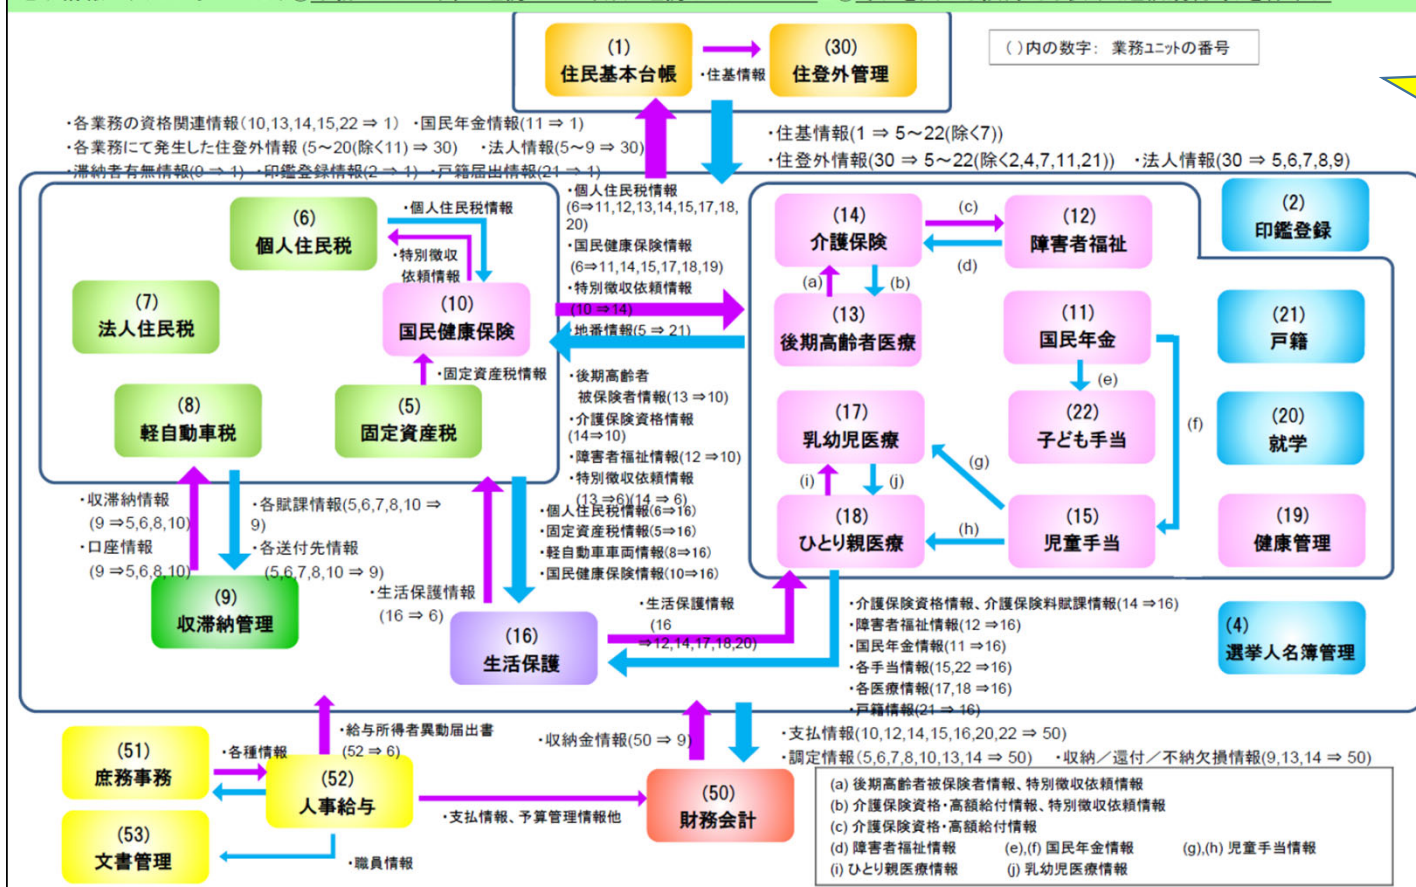 (1)
住民基本台帳
・住基情報
(30)
住登外管理
( )内の数字： 業務ユニットの番号
・各業務の資格関連情報(10,13,14,15,22 ⇒ 1)　・国民年金情報(11 ⇒ 1)
・各業務にて発生した住登外情報 (5～20(除く11) ⇒ 30)　・法人情報(5～9 ⇒ 30)
・滞納者有無情報(9 ⇒ 1)　・印鑑登録情報(2 ⇒ 1)　・戸籍届出情報(21 ⇒ 1)
・住基情報(1 ⇒ 5～22(除く7))
・住登外情報(30 ⇒ 5～22(除く2,4,7,11,21))　・法人情報(30 ⇒ 5,6,7,8,9)
(6)
個人住民税
・個人住民税情報
・特別徴収
依頼情報
(7)
法人住民税
(10)
国民健康保険
・固定資産税情報
(8)
軽自動車税
(5)
固定資産税
・個人住民税情報
(6⇒11,12,13,14,15,17,18,
20)
・国民健康保険情報
(6⇒11,14,15,17,18,19)
・特別徴収依頼情報
(10 ⇒14)
・地番情報(5 ⇒ 21)
・後期高齢者
被保険者情報(13 ⇒10)
・介護保険資格情報
(14⇒10)
・障害者福祉情報(12 ⇒10)
・特別徴収依頼情報
(13 ⇒6)(14 ⇒ 6)
・個人住民税情報(6⇒16)
・固定資産税情報(5⇒16)
・軽自動車車両情報(8⇒16)
・国民健康保険情報(10⇒16)
(14)
介護保険
(c)
(d)
(12)
障害者福祉
(2)
印鑑登録
(a)
(b)
(13)
後期高齢者医療
(11)
国民年金
(21)
戸籍
(e)
(f)
(17)
乳幼児医療
(22)
子ども手当
(20)
就学
(g)
(i)
(j)
(18)
ひとり親医療
(h)
(15)
児童手当
(19)
健康管理
・収滞納情報
(9 ⇒5,6,8,10)
・口座情報
(9 ⇒5,6,8,10)
・各賦課情報(5,6,7,8,10 ⇒
9)
・各送付先情報
(5,6,7,8,10 ⇒ 9)
(9)
収滞納管理
・生活保護情報
(16 ⇒ 6)
(16)
生活保護
・生活保護情報
(16
⇒12,14,17,18,20)
・介護保険資格情報、介護保険料賦課情報(14 ⇒16)
・障害者福祉情報(12 ⇒16)
・国民年金情報(11 ⇒16)
・各手当情報(15,22 ⇒16)
・各医療情報(17,18 ⇒16)
・戸籍情報(21 ⇒ 16)
(4)
選挙人名簿管理
(51)
庶務事務
・各種情報
・給与所得者異動届出書
(52 ⇒ 6)
(52)
人事給与
・収納金情報(50 ⇒ 9)
・支払情報(10,12,14,15,16,20,22 ⇒ 50)
・調定情報(5,6,7,8,10,13,14 ⇒ 50)　・収納／還付／不納欠損情報(9,13,14 ⇒ 50)
(53)
文書管理
・職員情報
・支払情報、予算管理情報他
(50)
財務会計
(a) 後期高齢者被保険者情報、特別徴収依頼情報
(b) 介護保険資格・高額給付情報、特別徴収依頼情報
(c) 介護保険資格・高額給付情報
(d) 障害者福祉情報　(e),(f) 国民年金情報　(g),(h) 児童手当情報
(i) ひとり親医療情報　(j) 乳幼児医療情報